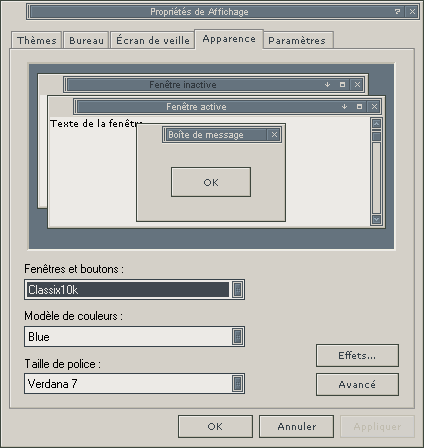 Propriétés de Affichage
Thèmes Bureau Écran de veille Apparence Paramètres
Fenêtre inactive
Fenêtre active
Texte de la fenêtre
Boîte de message
OK
Fenêtres et boutons :
Classix10k
Modèle de couleurs :
Blue
Effets...
Taille de police :
Verdana 7
Avancé
OK Annuler Appliquer